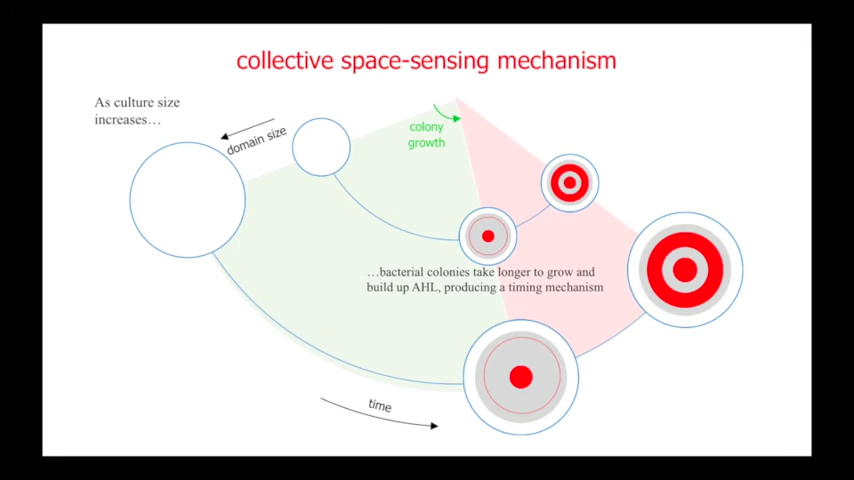 collective space-sensing mechanism
As culture size
increases…
domain size
colony
growth
…bacterial colonies take longer to grow and
build up AHL, producing a timing mechanism
time